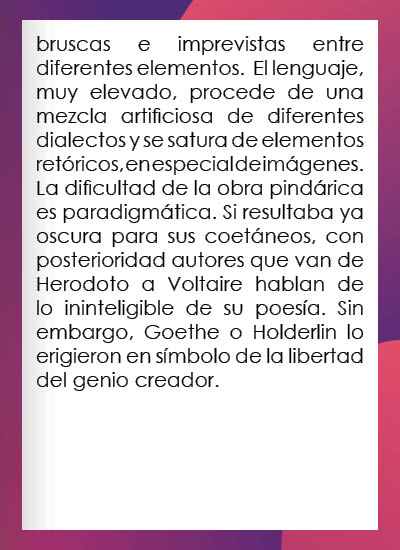 bruscas e imprevistas entre
diferentes elementos. El lenguaje,
muy elevado, procede de una
mezcla artificiosa de diferentes
dialectos y se satura de elementos
retóricos, en especial de imágenes.
La dificultad de la obra pindárica
es paradigmática. Si resultaba ya
oscura para sus coetáneos, con
posterioridad autores que van de
Herodoto a Voltaire hablan de
lo ininteligible de su poesía. Sin
embargo, Goethe o Holderlin lo
erigieron en símbolo de la libertad
del genio creador.